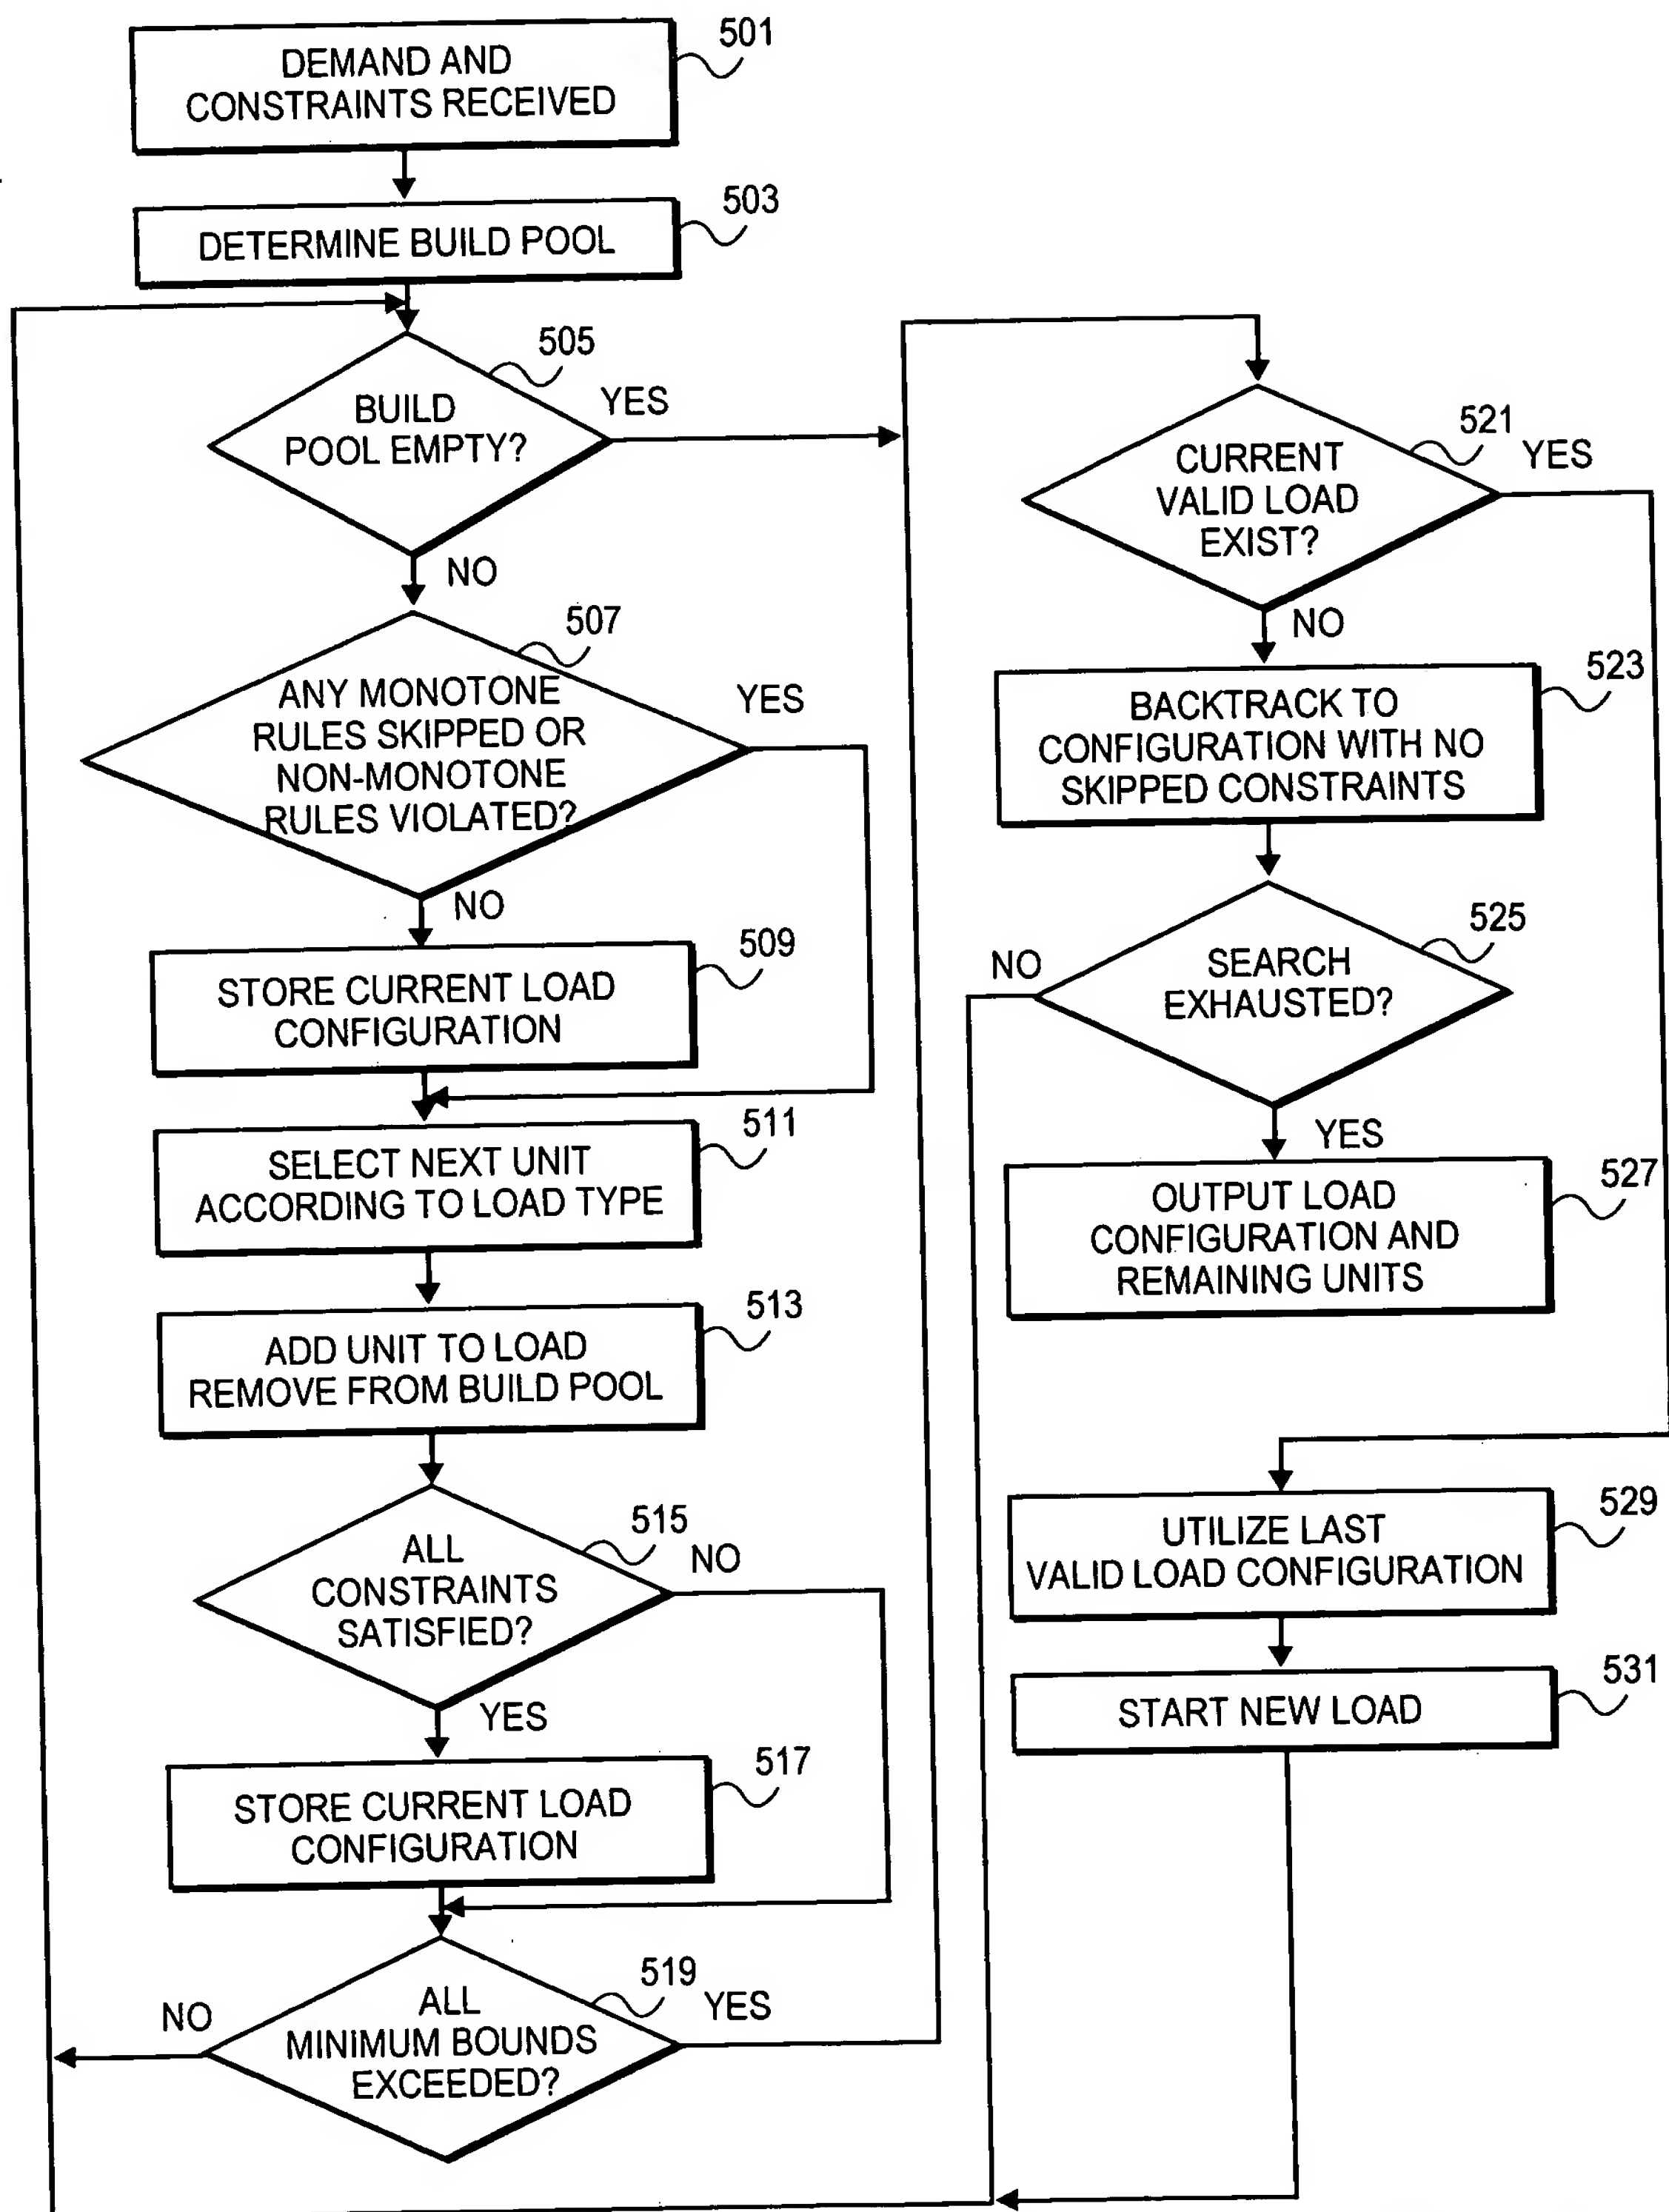 501
DEMAND AND
CONSTRAINTS RECEIVED
503
DETERMINE BUILD POOL
505
BUILD
POOL EMPTY?
YES
NO
507
ANY MONOTONE
RULES SKIPPED OR
NON-MONOTONE
RULES VIOLATED?
YES
NO
509
STORE CURRENT LOAD
CONFIGURATION
511
SELECT NEXT UNIT
ACCORDING TO LOAD TYPE
513
ADD UNIT TO LOAD
REMOVE FROM BUILD POOL
515
ALL
CONSTRAINTS
SATISFIED?
NO
YES
517
STORE CURRENT LOAD
CONFIGURATION
519
ALL
MINIMUM BOUNDS
EXCEEDED?
NO
YES
521
CURRENT
VALID LOAD
EXIST?
YES
NO
523
BACKTRACK TO
CONFIGURATION WITH NO
SKIPPED CONSTRAINTS
525
SEARCH
EXHAUSTED?
NO
YES
527
OUTPUT LOAD
CONFIGURATION AND
REMAINING UNITS
529
UTILIZE LAST
VALID LOAD CONFIGURATION
531
START NEW LOAD